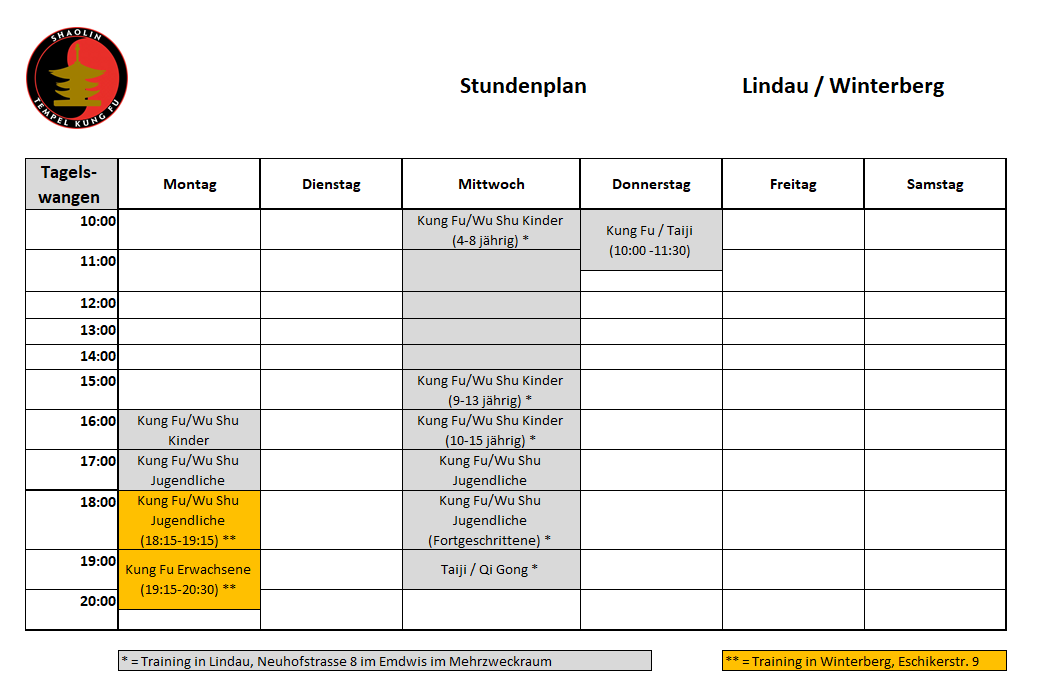 SHAOLIN
TEMPEL KUNG FU
Stundenplan
Lindau / Winterberg
Tagels-
wangen
Montag
Dienstag
Mittwoch
Donnerstag
Freitag
Samstag
10:00
Kung Fu/Wu Shu Kinder
(4-8 jährig) *
Kung Fu / Taiji
(10:00 -11:30)
11:00
12:00
13:00
14:00
15:00
Kung Fu/Wu Shu Kinder
(9-13 jährig) *
16:00
Kung Fu/Wu Shu
Kinder
Kung Fu/Wu Shu Kinder
(10-15 jährig) *
17:00
Kung Fu/Wu Shu
Jugendliche
Kung Fu/Wu Shu
Jugendliche
18:00
Kung Fu/Wu Shu
Jugendliche
(18:15-19:15) **
Kung Fu/Wu Shu
Jugendliche
(Fortgeschrittene) *
19:00
Kung Fu Erwachsene
(19:15-20:30) **
Taiji / Qi Gong *
20:00
* = Training in Lindau, Neuhofstrasse 8 im Emdwis im Mehrzweckraum
** = Training in Winterberg, Eschikerstr. 9